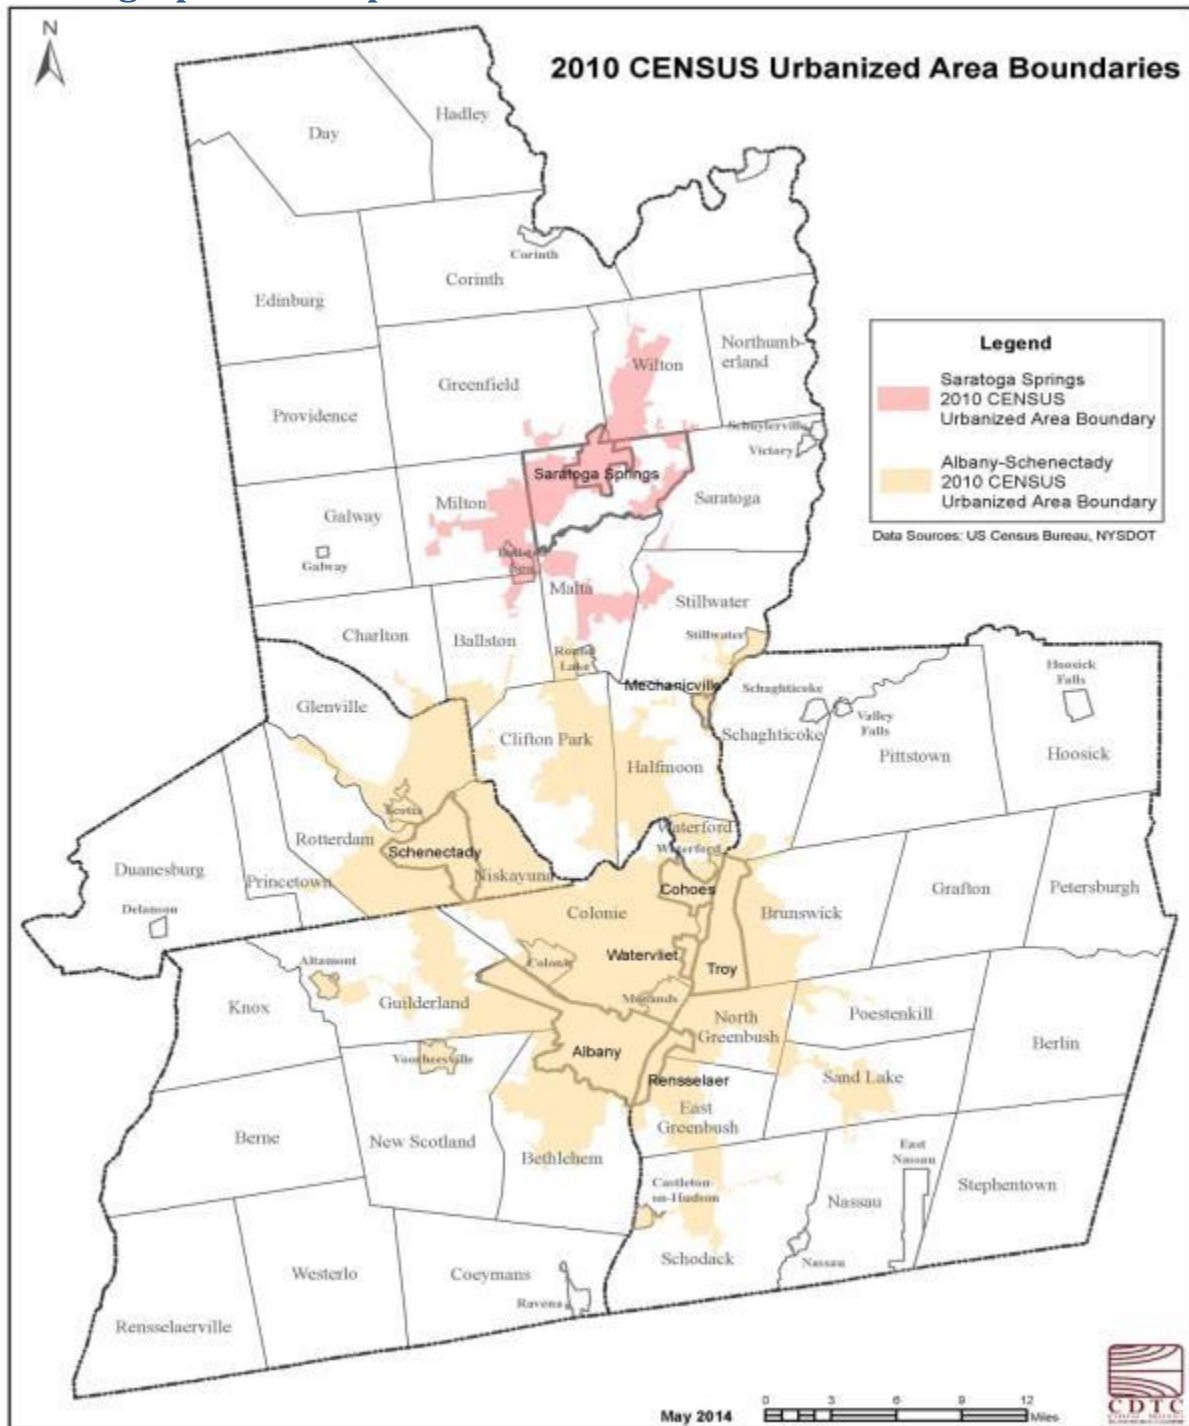 N
2010 CENSUS Urbanized Area Boundaries
Day
Hadley
Corinth
Corinth
Edinburg
Greenfield
Wilton
Northumb-
erland
Legend
Saratoga Springs
2010 CENSUS
Urbanized Area Boundary
Albany-Schenectady
2010 CENSUS
Urbanized Area Boundary
Data Sources: US Census Bureau, NYSDOT
Providence
Schuylerville
Victory
Saratoga Springs
Saratoga
Milton
Galway
Galway
Malta
Stillwater
Stillwater
Charlton
Ballston
Round
Lake
Mechanicville
Glenville
Clifton Park
Halfmoon
Schaghticoke
Schaghticoke
Valley
Falls
Pittstown
Hoosick
Falls
Hoosick
Scotia
Rotterdam
Schenectady
Niskayuna
Waterford
Waterford
Cohoes
Duanesburg
Princetown
Delanson
Colonie
Colonie
Watervliet
Troy
Brunswick
Grafton
Petersburgh
Altamont
Guilderland
Menands
Knox
North
Greenbush
Poestenkill
Berlin
Voorheesville
Albany
Rensselaer
Sand Lake
East
Greenbush
Berne
New Scotland
Bethlehem
East
Nassau
Castleton-
on-Hudson
Nassau
Stephentown
Schodack
Nassau
Westerlo
Coeymans
Ravena
Rensselaerville
CDTC
May 2014
0 3 6 9 12
Miles